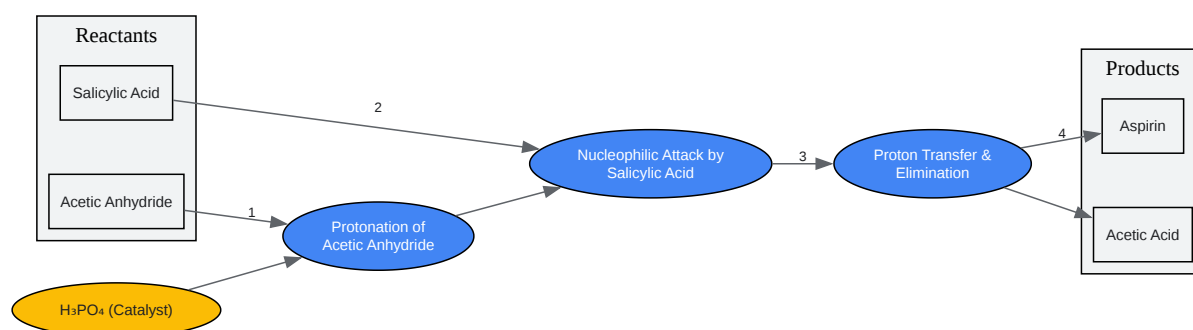 Reactants
Salicylic Acid
Acetic Anhydride
H₃PO₄ (Catalyst)
1
2
Protonation of
Acetic Anhydride
Nucleophilic Attack by
Salicylic Acid
3
Proton Transfer &
Elimination
4
Products
Aspirin
Acetic Acid